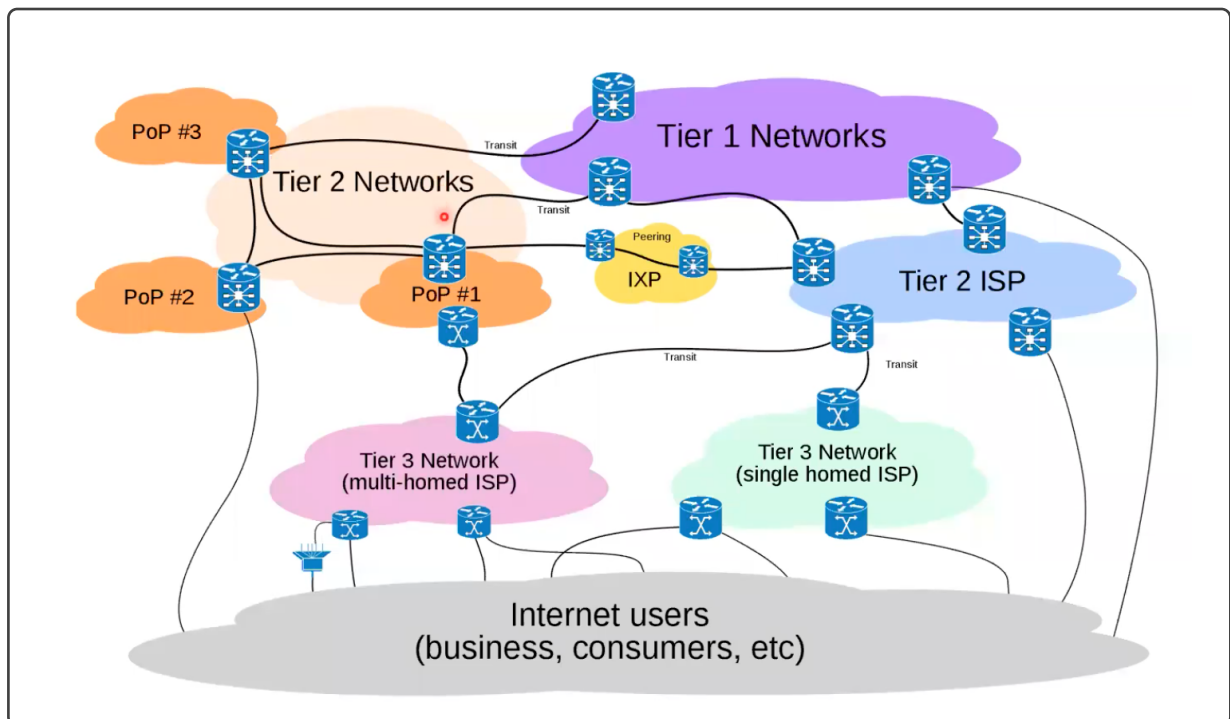 PoP #3
Transit
Tier 1 Networks
Tier 2 Networks
Transit
Peering
PoP #2
PoP #1
IXP
Tier 2 ISP
Transit
Transit
Tier 3 Network
(multi-homed ISP)
Tier 3 Network
(single homed ISP)
Internet users
(business, consumers, etc)